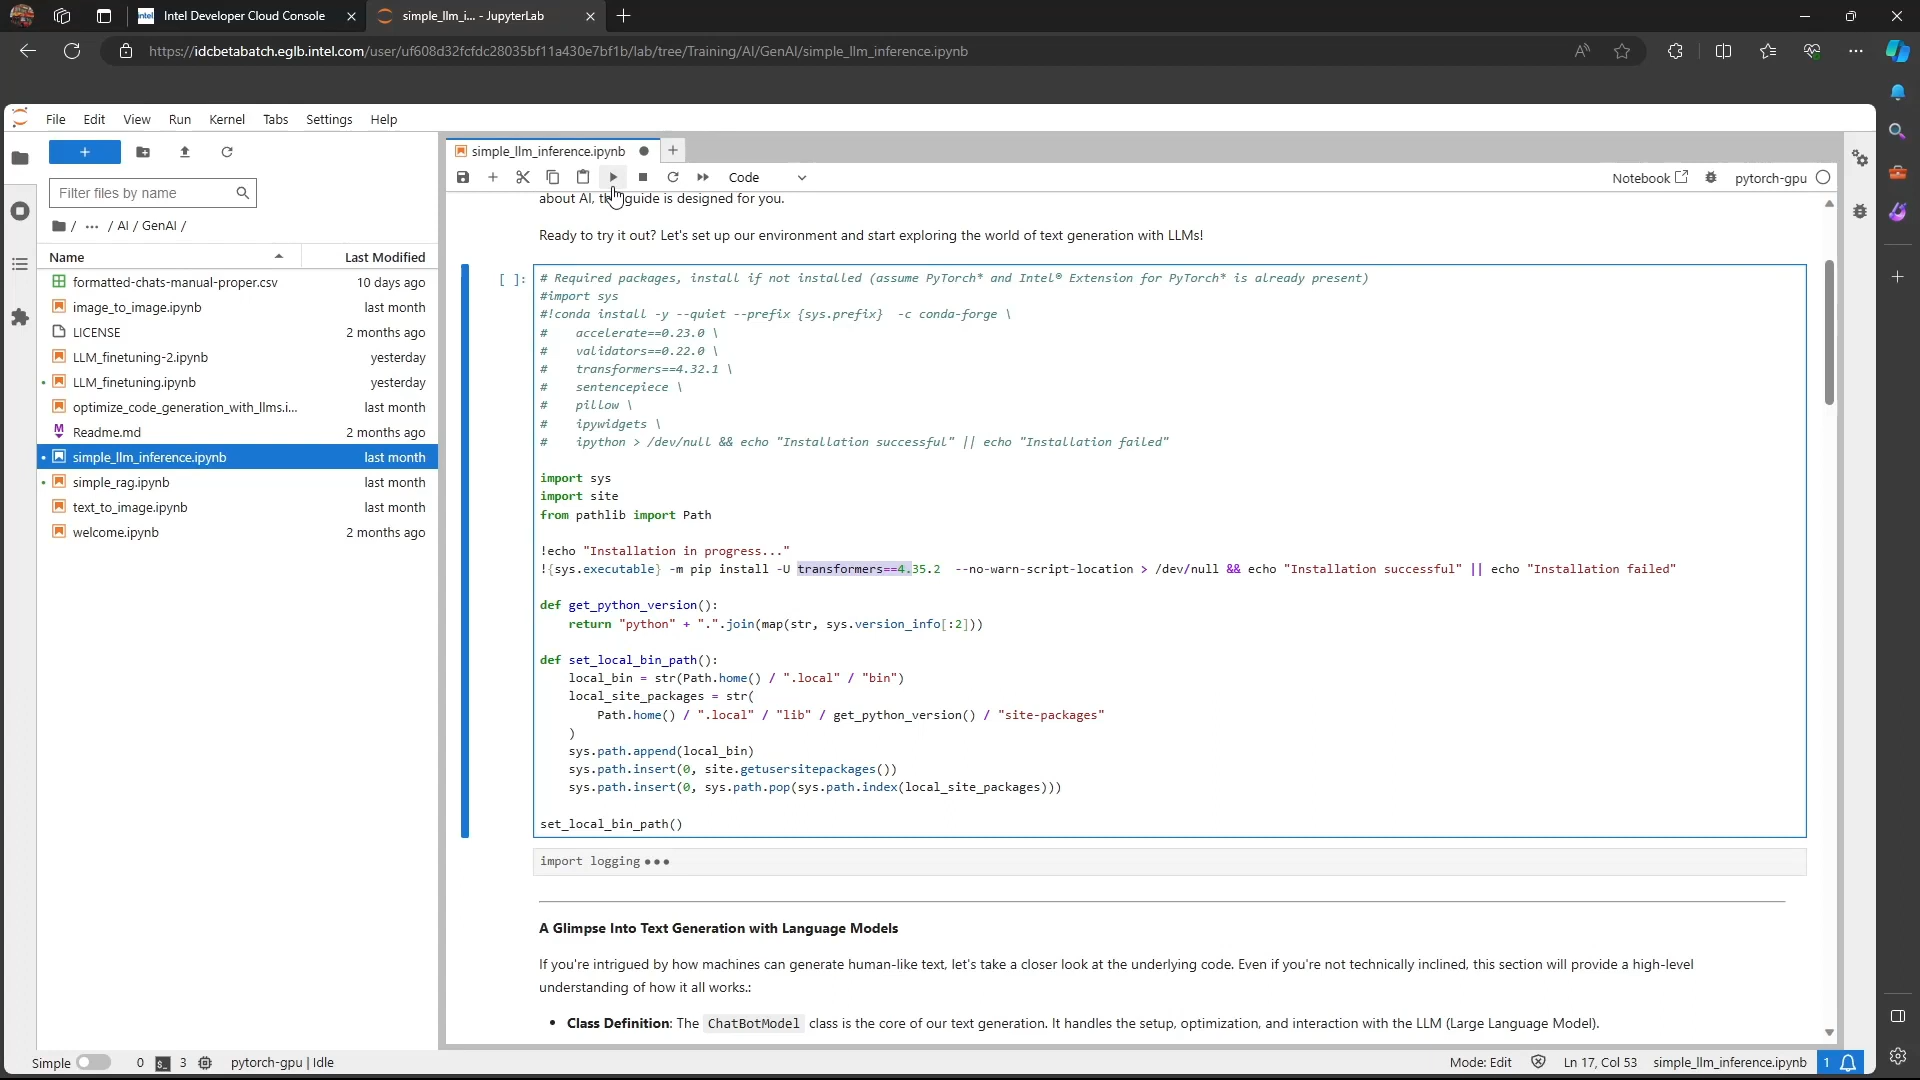 Intel Developer Cloud Console
simple_llm_i... - JupyterLab
https://idcbetabatch.eglb.intel.com/user/uf608d32fcfdc28035bf11a430e7bf1b/lab/tree/Training/AI/GenAI/simple_llm_inference.ipynb
File Edit View Run Kernel Tabs Settings Help
simple_llm_inference.ipynb
Code
Notebook
pytorch-gpu
Filter files by name
/ ··· / AI / GenAI /
Name Last Modified
formatted-chats-manual-proper.csv 10 days ago
image_to_image.ipynb last month
LICENSE 2 months ago
LLM_finetuning-2.ipynb yesterday
LLM_finetuning.ipynb yesterday
optimize_code_generation_with_llms.i... last month
Readme.md 2 months ago
simple_llm_inference.ipynb last month
simple_rag.ipynb last month
text_to_image.ipynb last month
welcome.ipynb 2 months ago
about AI, guide is designed for you.
Ready to try it out? Let's set up our environment and start exploring the world of text generation with LLMs!
[ ]:
# Required packages, install if not installed (assume PyTorch* and Intel® Extension for PyTorch* is already present)
#import sys
#!conda install -y --quiet --prefix {sys.prefix}  -c conda-forge \
#    accelerate==0.23.0 \
#    validators==0.22.0 \
#    transformers==4.32.1 \
#    sentencepiece \
#    pillow \
#    ipywidgets \
#    ipython > /dev/null && echo "Installation successful" || echo "Installation failed"
import sys
import site
from pathlib import Path
!echo "Installation in progress..."
!{sys.executable} -m pip install -U transformers==4.35.2  --no-warn-script-location > /dev/null && echo "Installation successful" || echo "Installation failed"
def get_python_version():
    return "python" + ".".join(map(str, sys.version_info[:2]))
def set_local_bin_path():
    local_bin = str(Path.home() / ".local" / "bin")
    local_site_packages = str(
        Path.home() / ".local" / "lib" / get_python_version() / "site-packages"
    )
    sys.path.append(local_bin)
    sys.path.insert(0, site.getusersitepackages())
    sys.path.insert(0, sys.path.pop(sys.path.index(local_site_packages)))
set_local_bin_path()
import logging •••
A Glimpse Into Text Generation with Language Models
If you're intrigued by how machines can generate human-like text, let's take a closer look at the underlying code. Even if you're not technically inclined, this section will provide a high-level
understanding of how it all works.:
• Class Definition: The ChatBotModel class is the core of our text generation. It handles the setup, optimization, and interaction with the LLM (Large Language Model).
Simple 0 3 pytorch-gpu | Idle
Mode: Edit Ln 17, Col 53 simple_llm_inference.ipynb 1